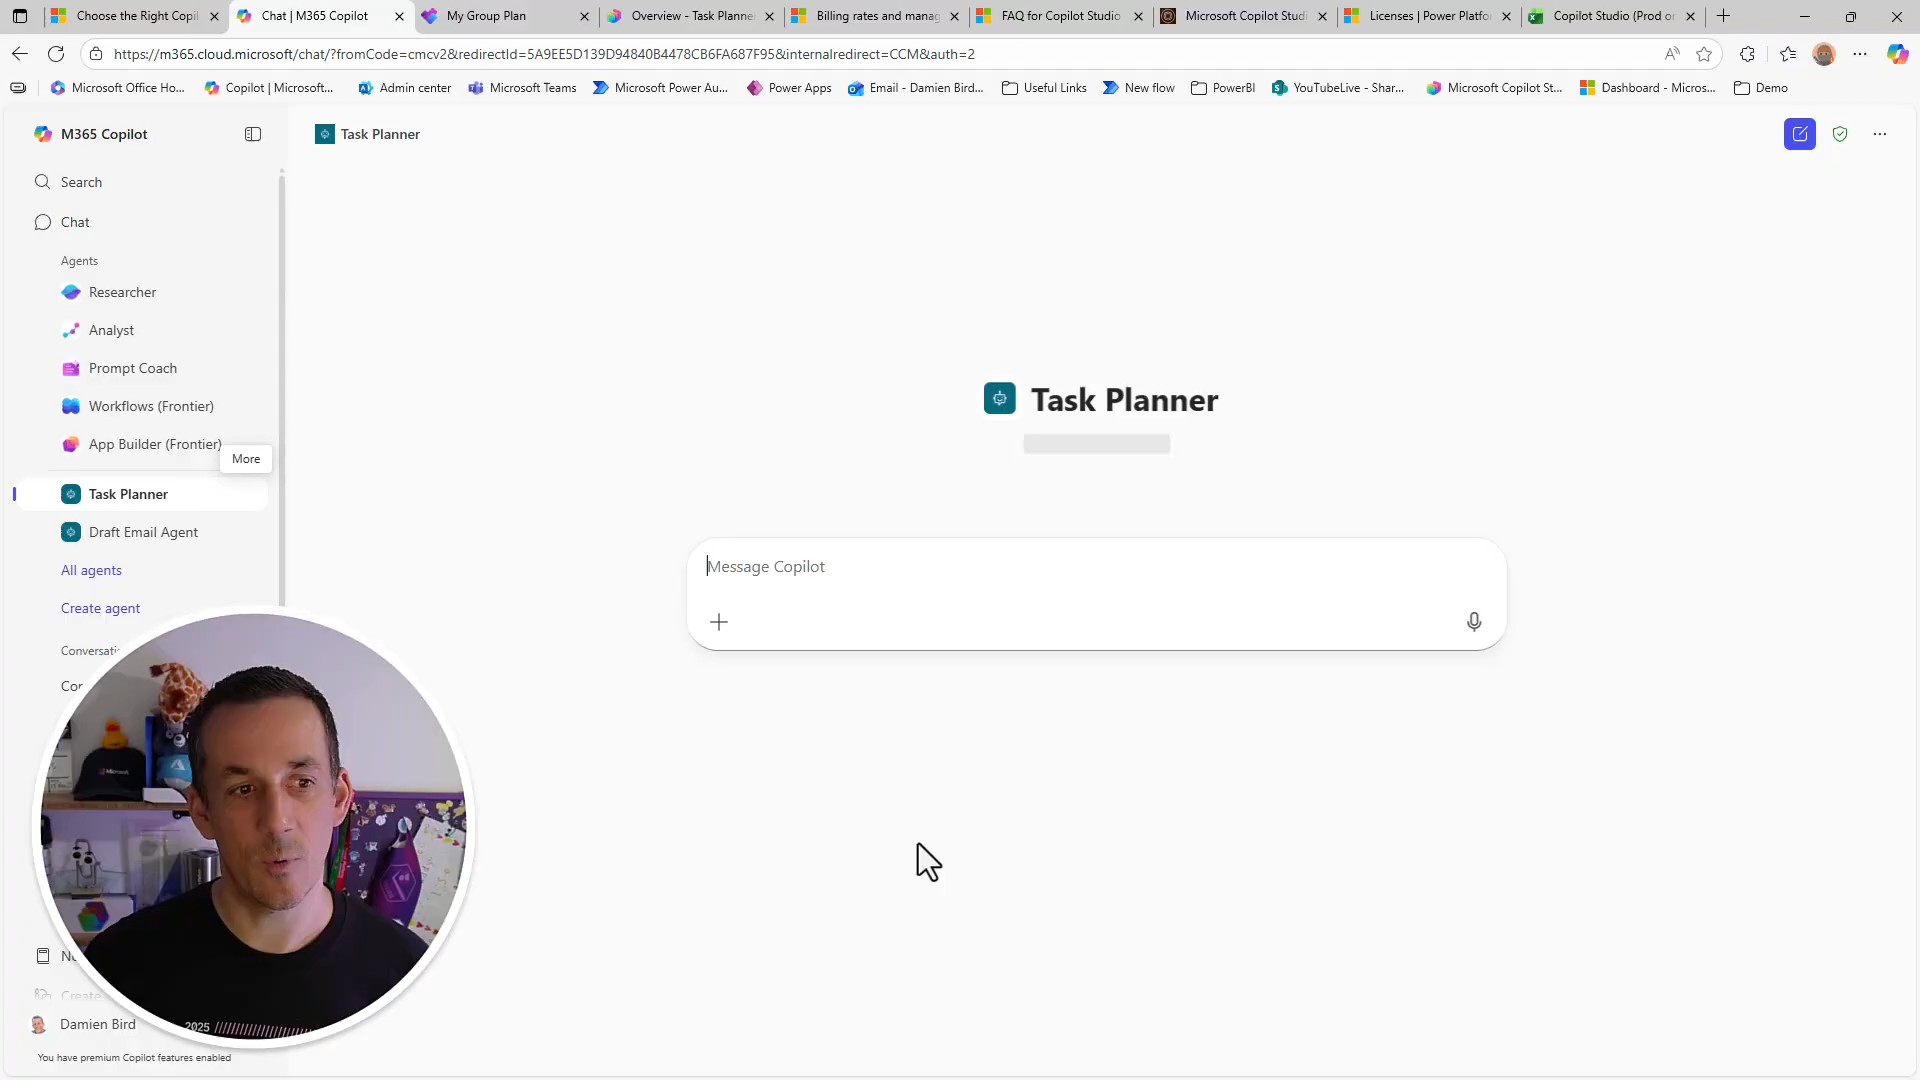 Choose the Right Copil
Chat | M365 Copilot
My Group Plan
Overview - Task Planne
Billing rates and manag
FAQ for Copilot Studio
Microsoft Copilot Studi
Licenses | Power Platfo
Copilot Studio (Prod or
https://m365.cloud.microsoft/chat/?fromCode=cmcv2&redirectId=5A9EE5D139D94840B4478CB6FA687F95&internalredirect=CCM&auth=2
Microsoft Office Ho...
Copilot | Microsoft...
Admin center
Microsoft Teams
Microsoft Power Au...
Power Apps
Email - Damien Bird...
Useful Links
New flow
PowerBI
YouTubeLive - Shar...
Microsoft Copilot St...
Dashboard - Micros...
Demo
M365 Copilot
Task Planner
Search
Chat
Agents
Researcher
Analyst
Prompt Coach
Workflows (Frontier)
App Builder (Frontier)
More
Task Planner
Draft Email Agent
All agents
Create agent
Conversati
Cor
Task Planner
Message Copilot
Microsoft
Create
Damien Bird
2025
You have premium Copilot features enabled